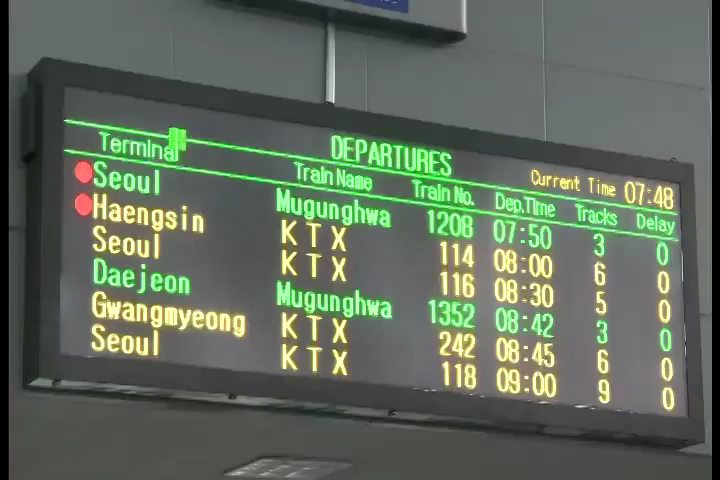 DEPARTURES Current Time 07:48
Terminal Train Name Train No. Dep.Time Tracks Delay
Seoul Mugunghwa 1208 07:50 3 0
Haengsin KTX 114 08:00 6 0
Seoul KTX 116 08:30 5 0
Daejeon Mugunghwa 1352 08:42 3 0
Gwangmyeong KTX 242 08:45 6 0
Seoul KTX 118 09:00 9 0